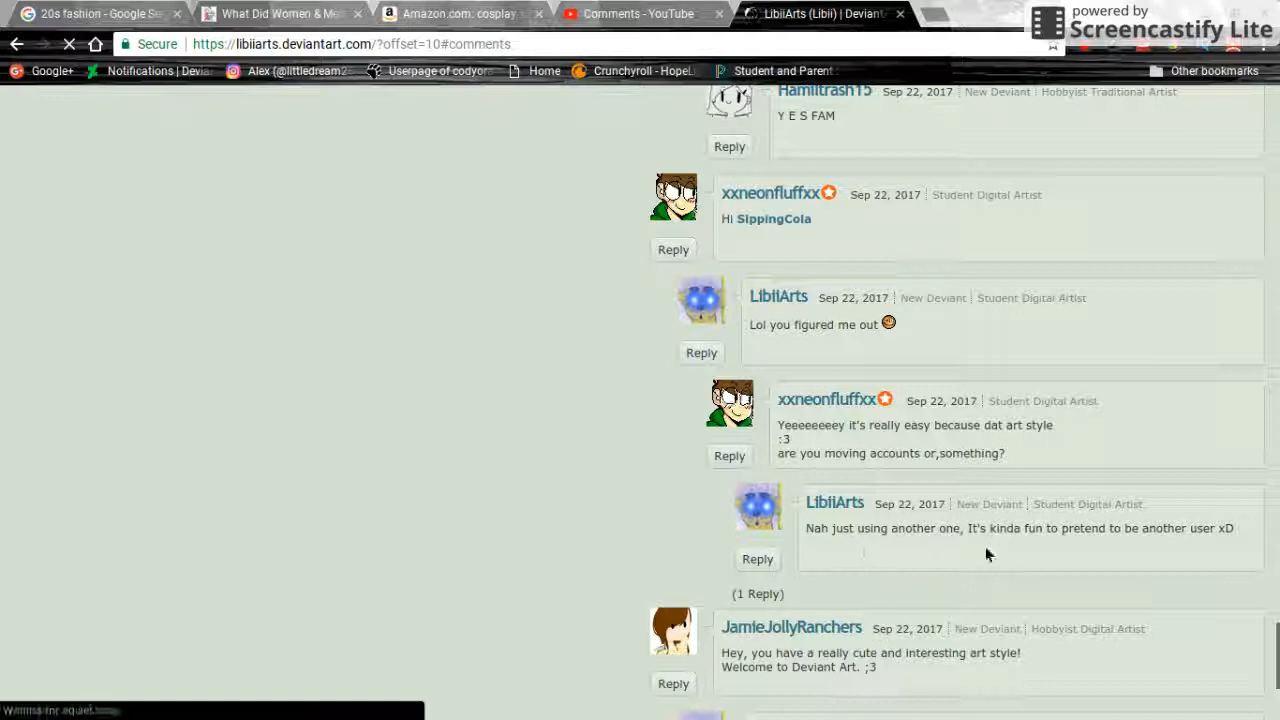 20s fashion - Google Se
What Did Women & Me
Amazon.com: cosplay
Comments - YouTube
LibiiArts (Libii) | Deviant
powered by
Screencastify Lite
Secure
https://libiiarts.deviantart.com/?offset=10#comments
Google+
Notifications | Devia
Alex (@littledream2
Userpage of codyor
Home
Crunchyroll - HopeL
Student and Parent
Other bookmarks
Hamiltrash15 Sep 22, 2017 New Deviant Hobbyist Traditional Artist
Y E S FAM
Reply
xxneonfluffxx Sep 22, 2017 Student Digital Artist
Hi SippingCola
Reply
LibiiArts Sep 22, 2017 New Deviant Student Digital Artist
Lol you figured me out
Reply
xxneonfluffxx Sep 22, 2017 Student Digital Artist
Yeeeeeeeey it's really easy because dat art style
:3
are you moving accounts or,something?
Reply
LibiiArts Sep 22, 2017 New Deviant Student Digital Artist
Nah just using another one, It's kinda fun to pretend to be another user xD
Reply
(1 Reply)
JamieJollyRanchers Sep 22, 2017 New Deviant Hobbyist Digital Artist
Hey, you have a really cute and interesting art style!
Welcome to Deviant Art. ;3
Reply